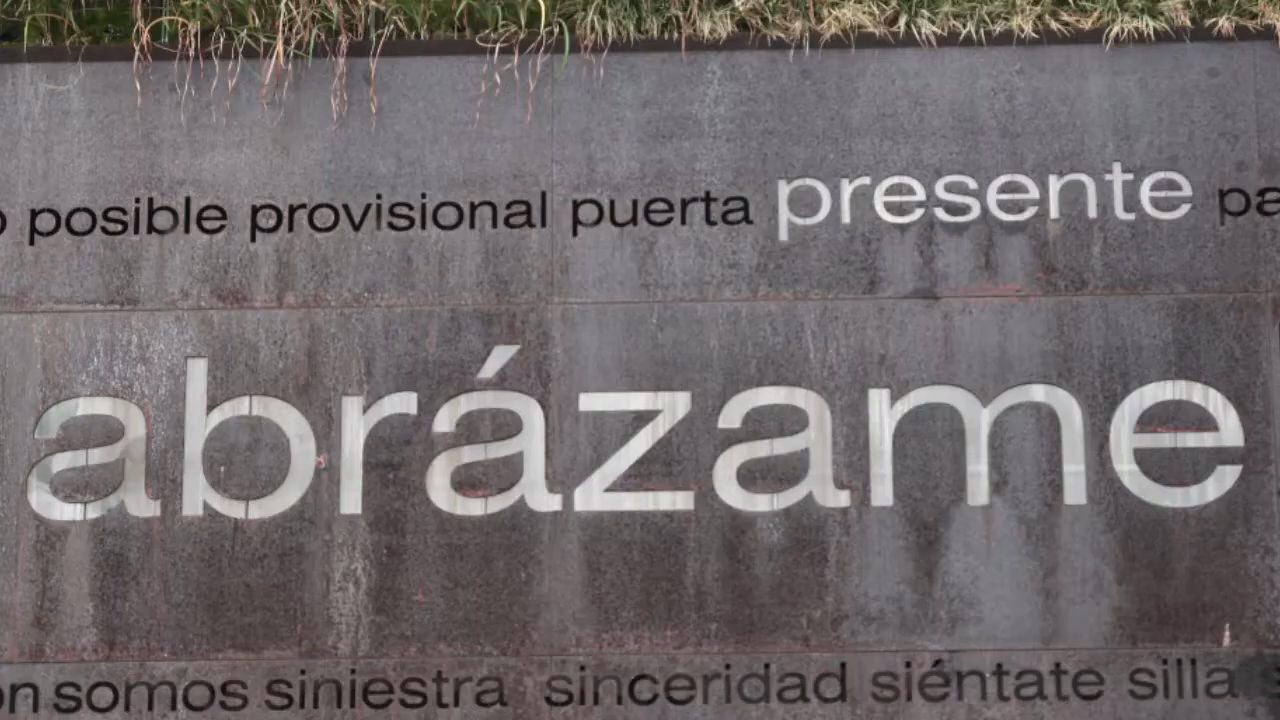 posible provisional puerta presente
abrázame
somos siniestra sinceridad siéntate silla